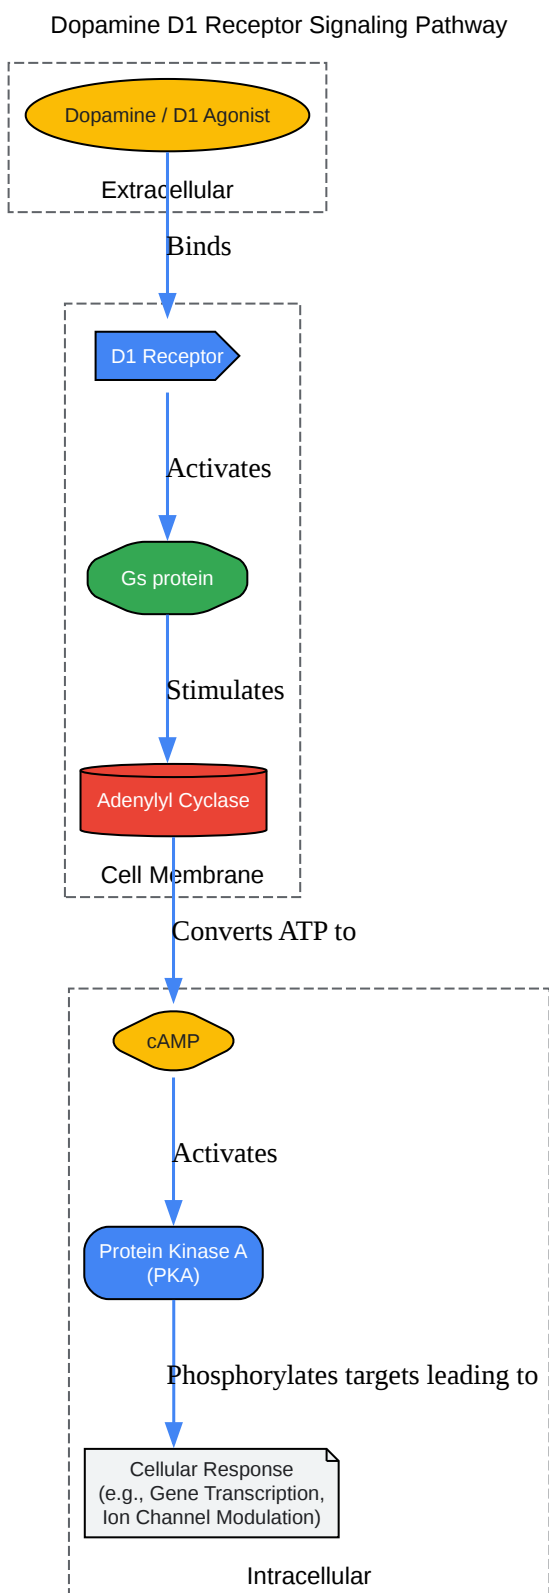 Dopamine D1 Receptor Signaling Pathway
Dopamine / D1 Agonist
Extracellular
Binds
D1 Receptor
Activates
Gs protein
Stimulates
Adenylyl Cyclase
Cell Membrane
Converts ATP to
cAMP
Activates
Protein Kinase A
(PKA)
Phosphorylates targets leading to
Cellular Response
(e.g., Gene Transcription,
Ion Channel Modulation)
Intracellular